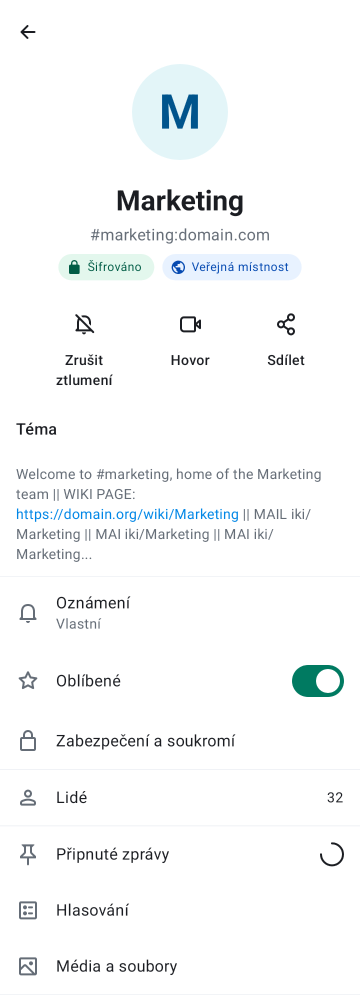 M
Marketing
#marketing:domain.com
Šifrováno
Veřejná místnost
Zrušit
ztlumení
Hovor
Sdílet
Téma
Welcome to #marketing, home of the Marketing
team || WIKI PAGE:
https://domain.org/wiki/Marketing || MAIL iki/
Marketing || MAI iki/Marketing || MAI iki/
Marketing...
Oznámení
Vlastní
Oblíbené
Zabezpečení a soukromí
Lidé
32
Připnuté zprávy
Hlasování
Média a soubory